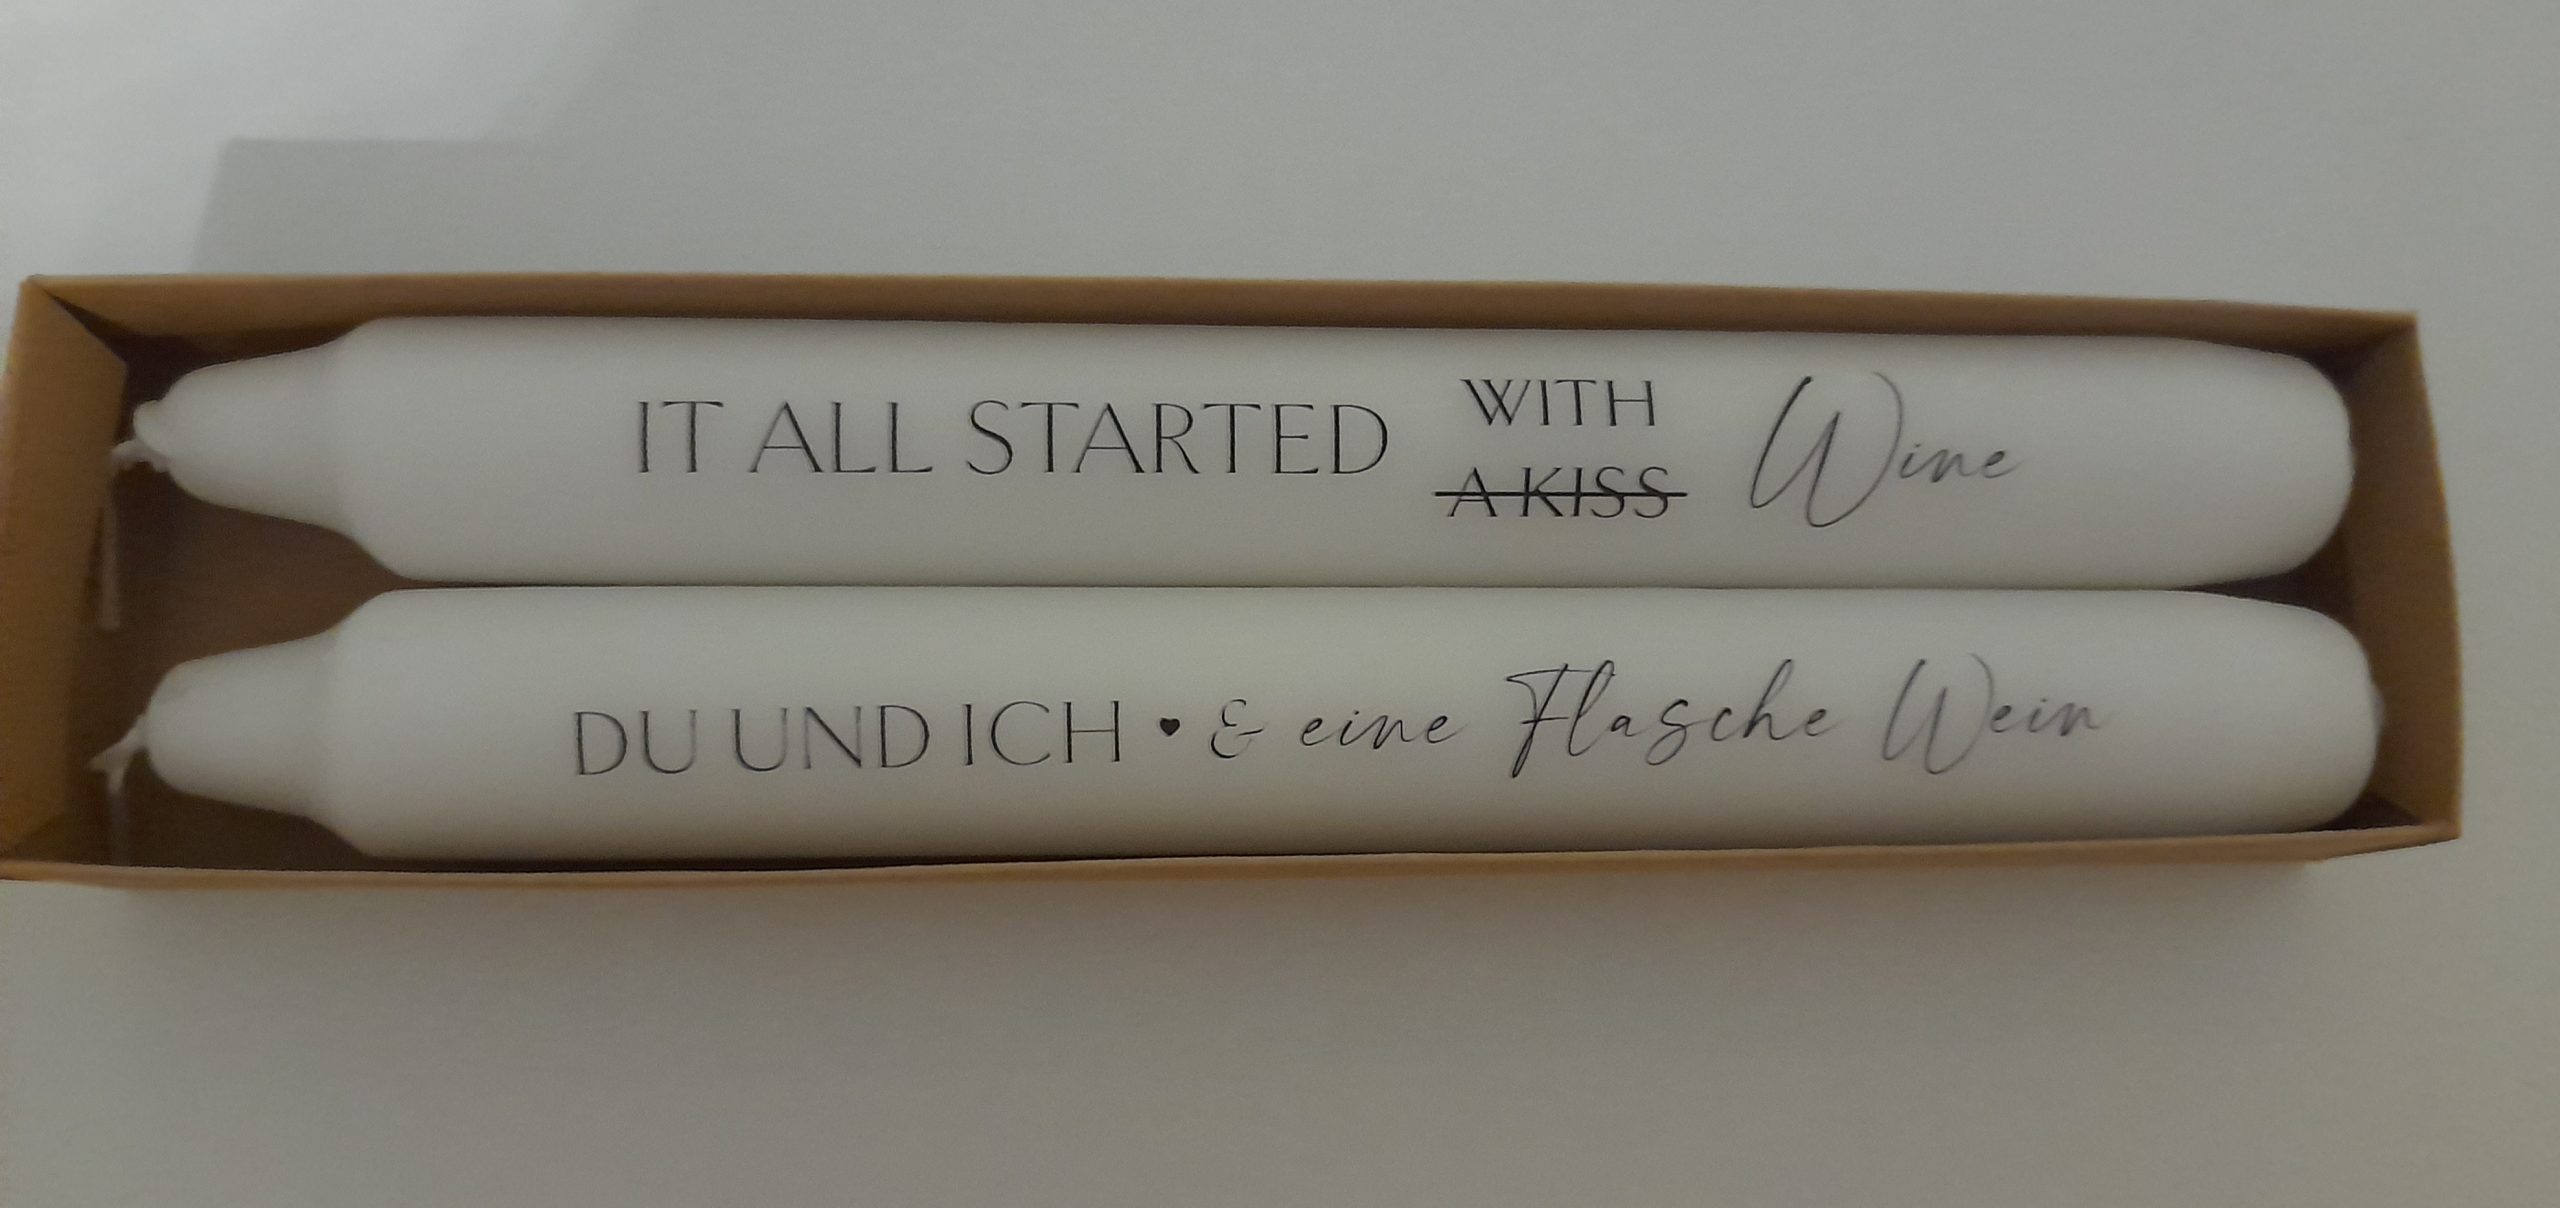 IT ALL STARTED WITH A KISS Wine
DU UND ICH ♥ & eine Flasche Wein